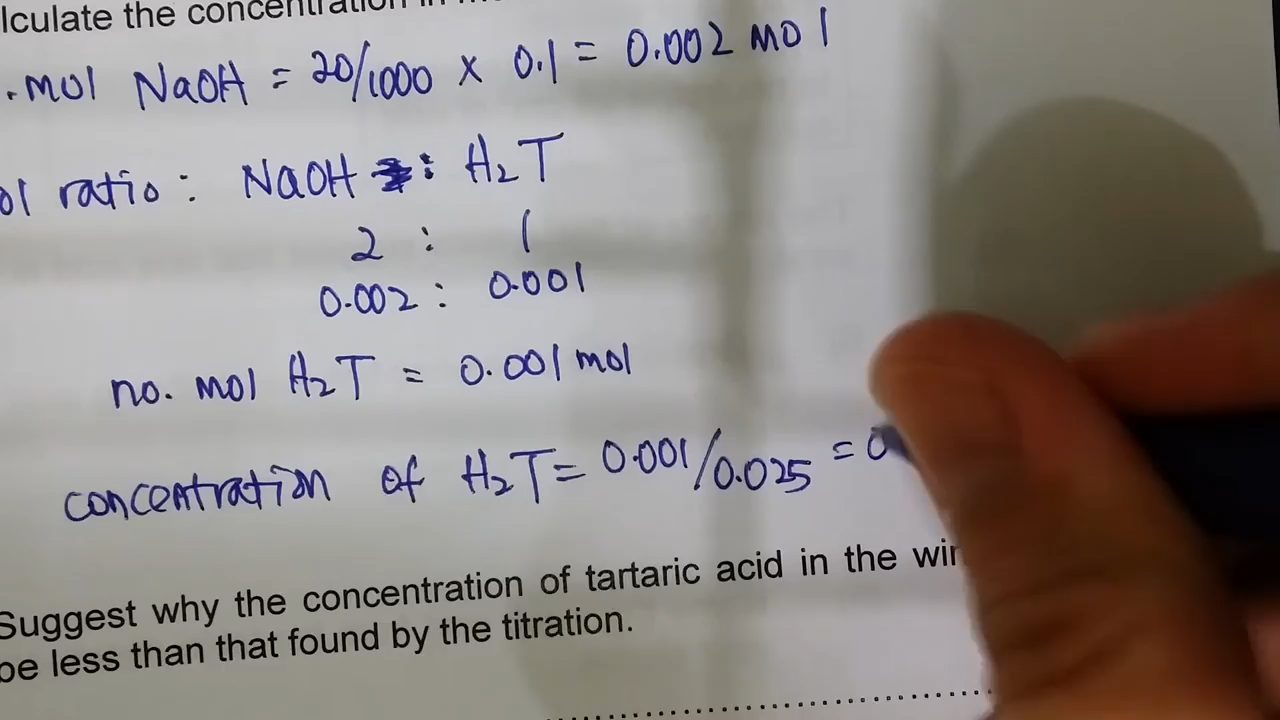 lculate the concentration in
.mol NaOH = 20/1000 x 0.1 = 0.002 mol
ol ratio : NaOH : H₂T
2 : 1
0.002 : 0.001
no. mol H₂T = 0.001 mol
concentration of H₂T = 0.001/0.025 = 0
Suggest why the concentration of tartaric acid in the wi
be less than that found by the titration.